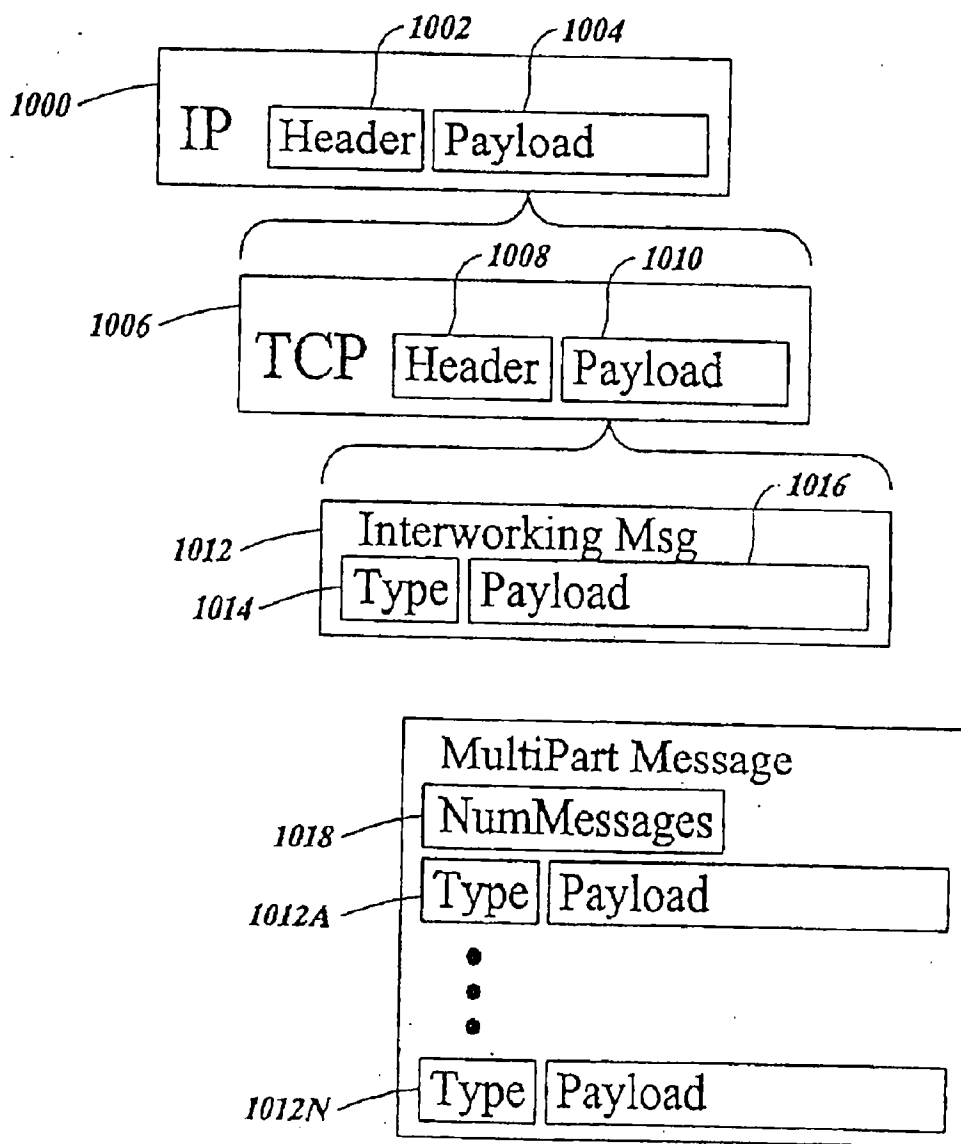 1002 1004
1000
IP Header Payload
1008 1010
1006
TCP Header Payload
1016
1012 Interworking Msg
1014 Type Payload
MultiPart Message
1018 NumMessages
1012A Type Payload
1012N Type Payload